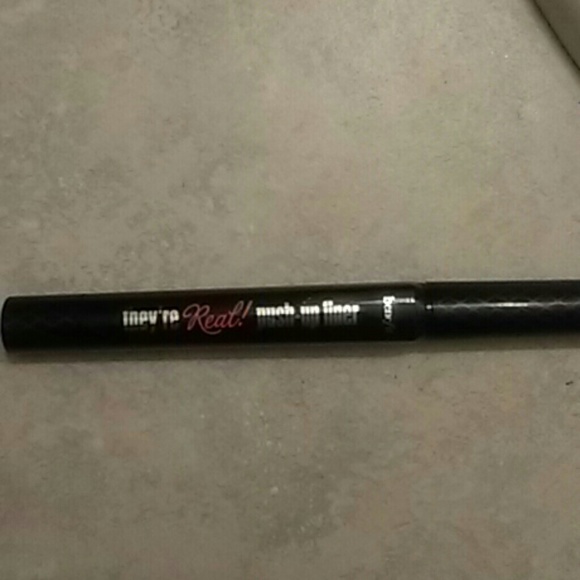 they're Real! push-up liner
benefit